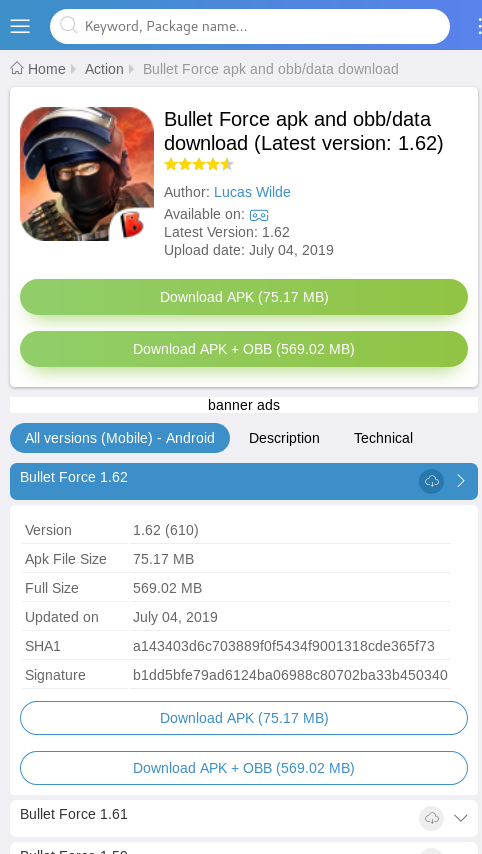 Keyword, Package name...
Home Action Bullet Force apk and obb/data download
Bullet Force apk and obb/data
download (Latest version: 1.62)
Author: Lucas Wilde
Available on:
Latest Version: 1.62
Upload date: July 04, 2019
Download APK (75.17 MB)
Download APK + OBB (569.02 MB)
banner ads
All versions (Mobile) - Android Description Technical
Bullet Force 1.62
Version 1.62 (610)
Apk File Size 75.17 MB
Full Size 569.02 MB
Updated on July 04, 2019
SHA1 a143403d6c703889f0f5434f9001318cde365f73
Signature b1dd5bfe79ad6124ba06988c80702ba33b450340
Download APK (75.17 MB)
Download APK + OBB (569.02 MB)
Bullet Force 1.61